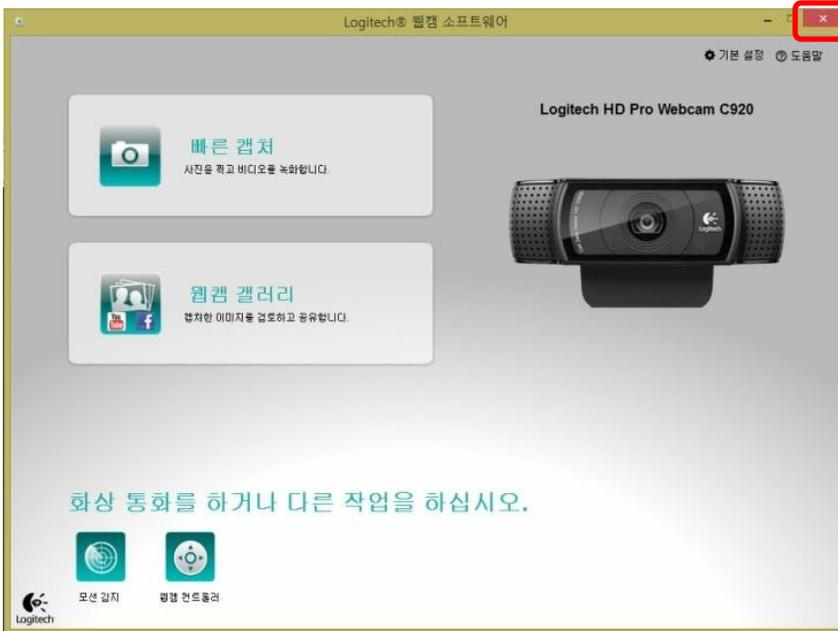 Logitech® 웹캠 소프트웨어
기본 설정 도움말
Logitech HD Pro Webcam C920
빠른 캡처
사진을 찍고 비디오를 녹화합니다.
웹캠 갤러리
캡처한 이미지를 검토하고 공유합니다.
화상 통화를 하거나 다른 작업을 하십시오.
모션 감지 웹캠 컨트롤러
Logitech
Logitech
You
Tube
f